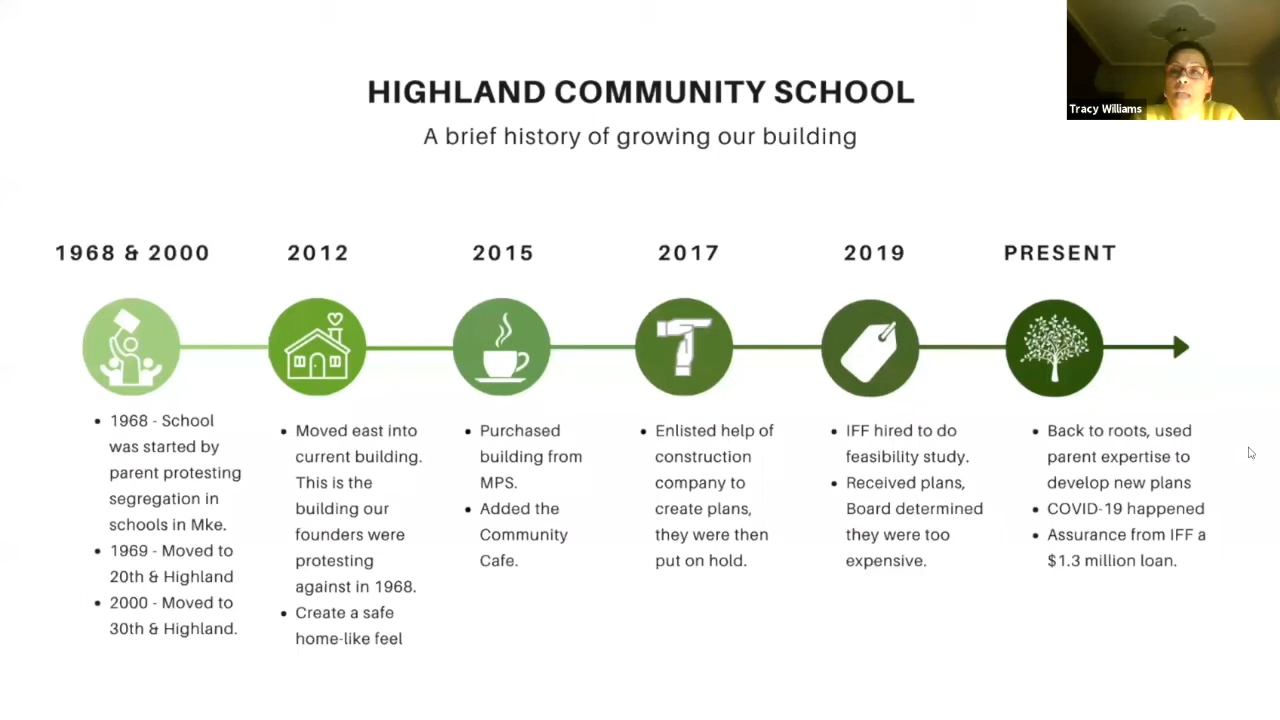 HIGHLAND COMMUNITY SCHOOL
A brief history of growing our building
Tracy Williams
1968 & 2000
• 1968 - School
was started by
parent protesting
segregation in
schools in Mke.
• 1969 - Moved to
20th & Highland
• 2000 - Moved to
30th & Highland.
2012
• Moved east into
current building.
This is the
building our
founders were
protesting
against in 1968.
• Create a safe
home-like feel
2015
• Purchased
building from
MPS.
• Added the
Community
Cafe.
2017
• Enlisted help of
construction
company to
create plans,
they were then
put on hold.
2019
• IFF hired to do
feasibility study.
• Received plans,
Board determined
they were too
expensive.
PRESENT
• Back to roots, used
parent expertise to
develop new plans
• COVID-19 happened
• Assurance from IFF a
$1.3 million loan.